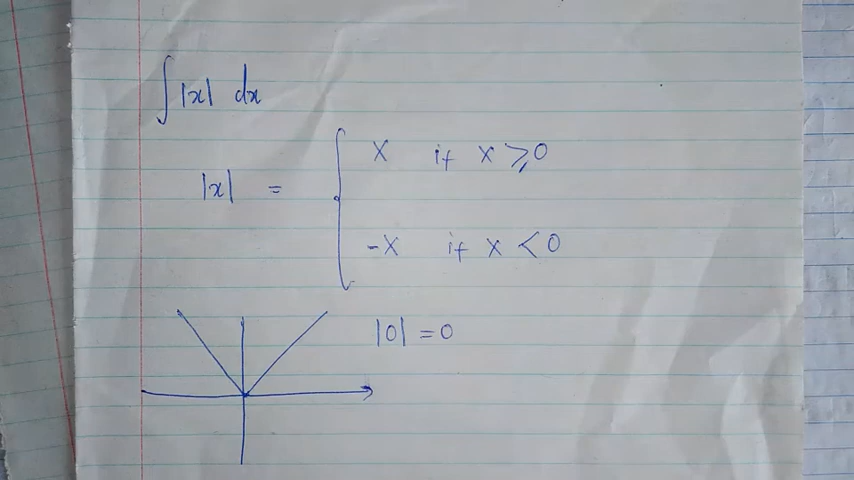 ∫|x| dx
|x| = { x if x ⩾ 0
-x if x < 0
|0| = 0